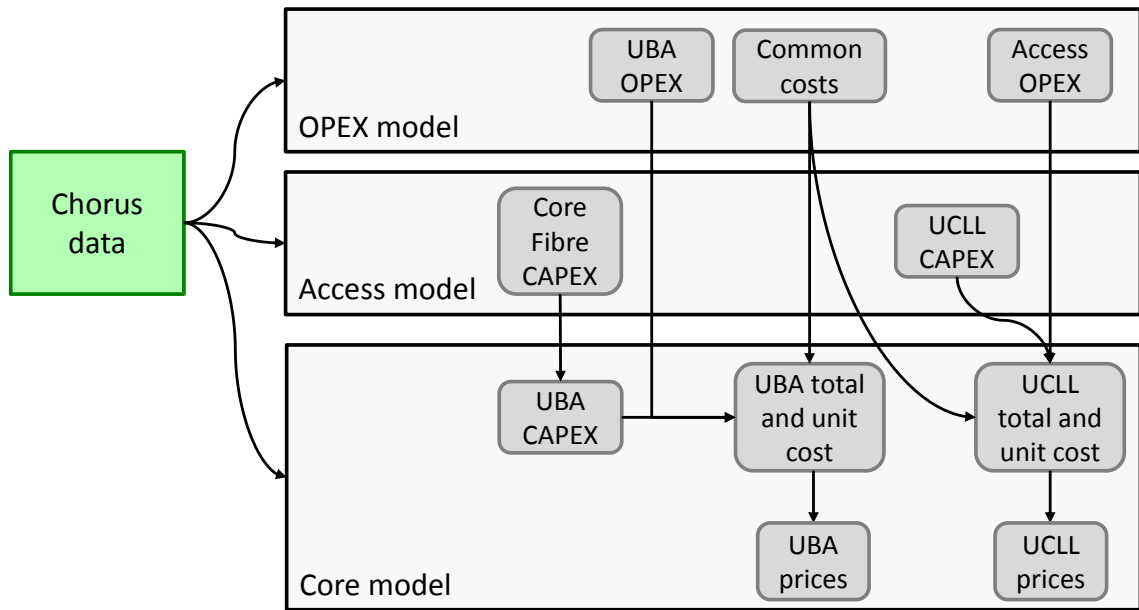 UBA
OPEX
Common
costs
Access
OPEX
OPEX model
Chorus
data
Core
Fibre
CAPEX
UCLL
CAPEX
Access model
UBA
CAPEX
UBA total
and unit
cost
UCLL
total and
unit cost
UBA
prices
UCLL
prices
Core model